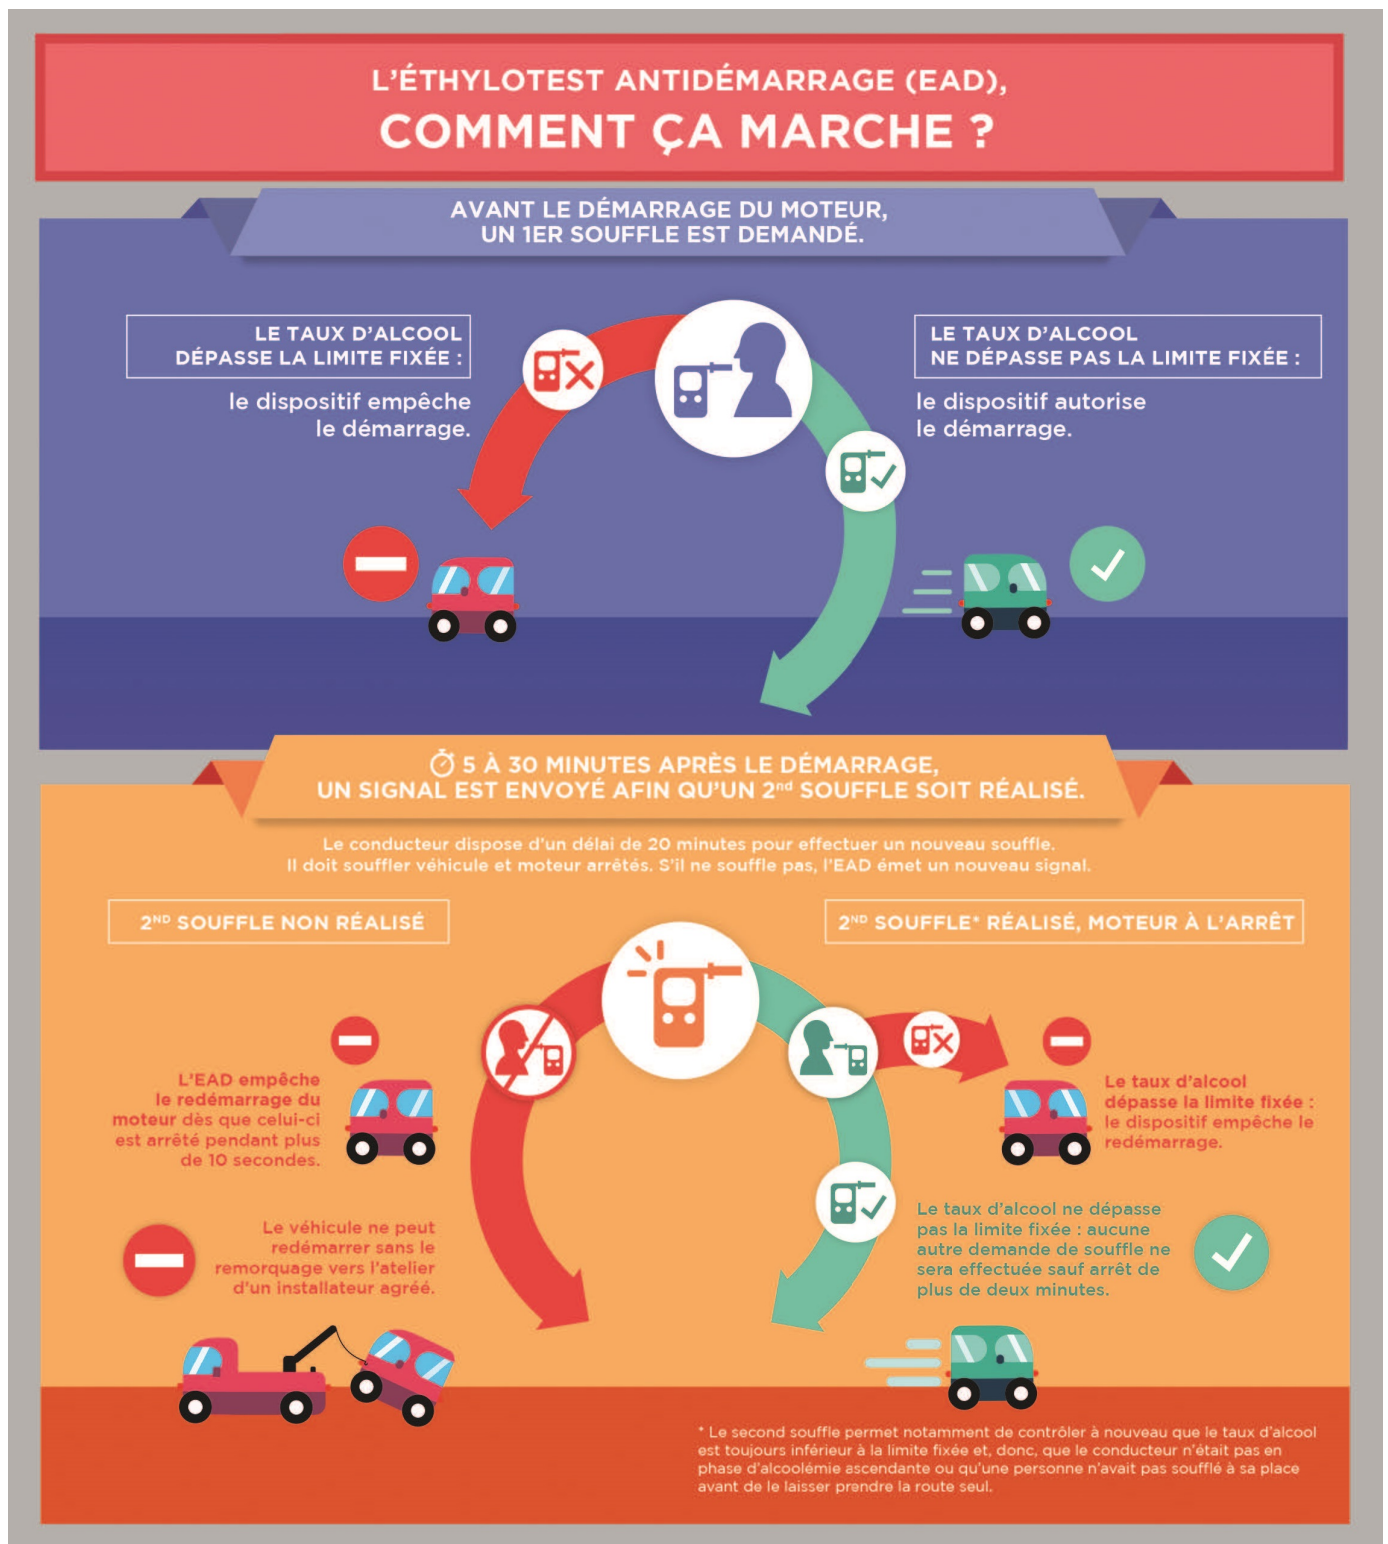 L'ÉTHYLOTEST ANTIDÉMARRAGE (EAD),
COMMENT ÇA MARCHE ?
AVANT LE DÉMARRAGE DU MOTEUR,
UN 1ER SOUFFLE EST DEMANDÉ.
LE TAUX D'ALCOOL
DÉPASSE LA LIMITE FIXÉE :
le dispositif empêche
le démarrage.
LE TAUX D'ALCOOL
NE DÉPASSE PAS LA LIMITE FIXÉE :
le dispositif autorise
le démarrage.
5 À 30 MINUTES APRÈS LE DÉMARRAGE,
UN SIGNAL EST ENVOYÉ AFIN QU'UN 2nd SOUFFLE SOIT RÉALISÉ.
Le conducteur dispose d'un délai de 20 minutes pour effectuer un nouveau souffle.
Il doit souffler véhicule et moteur arrêtés. S'il ne souffle pas, l'EAD émet un nouveau signal.
2ND SOUFFLE NON RÉALISÉ
L'EAD empêche
le redémarrage du
moteur dès que celui-ci
est arrêté pendant plus
de 10 secondes.
Le véhicule ne peut
redémarrer sans le
remorquage vers l'atelier
d'un installateur agréé.
2ND SOUFFLE* RÉALISÉ, MOTEUR À L'ARRÊT
Le taux d'alcool
dépasse la limite fixée :
le dispositif empêche le
redémarrage.
Le taux d'alcool ne dépasse
pas la limite fixée : aucune
autre demande de souffle ne
sera effectuée sauf arrêt de
plus de deux minutes.
* Le second souffle permet notamment de contrôler à nouveau que le taux d'alcool
est toujours inférieur à la limite fixée et, donc, que le conducteur n'était pas en
phase d'alcoolémie ascendante ou qu'une personne n'avait pas soufflé à sa place
avant de le laisser prendre la route seul.